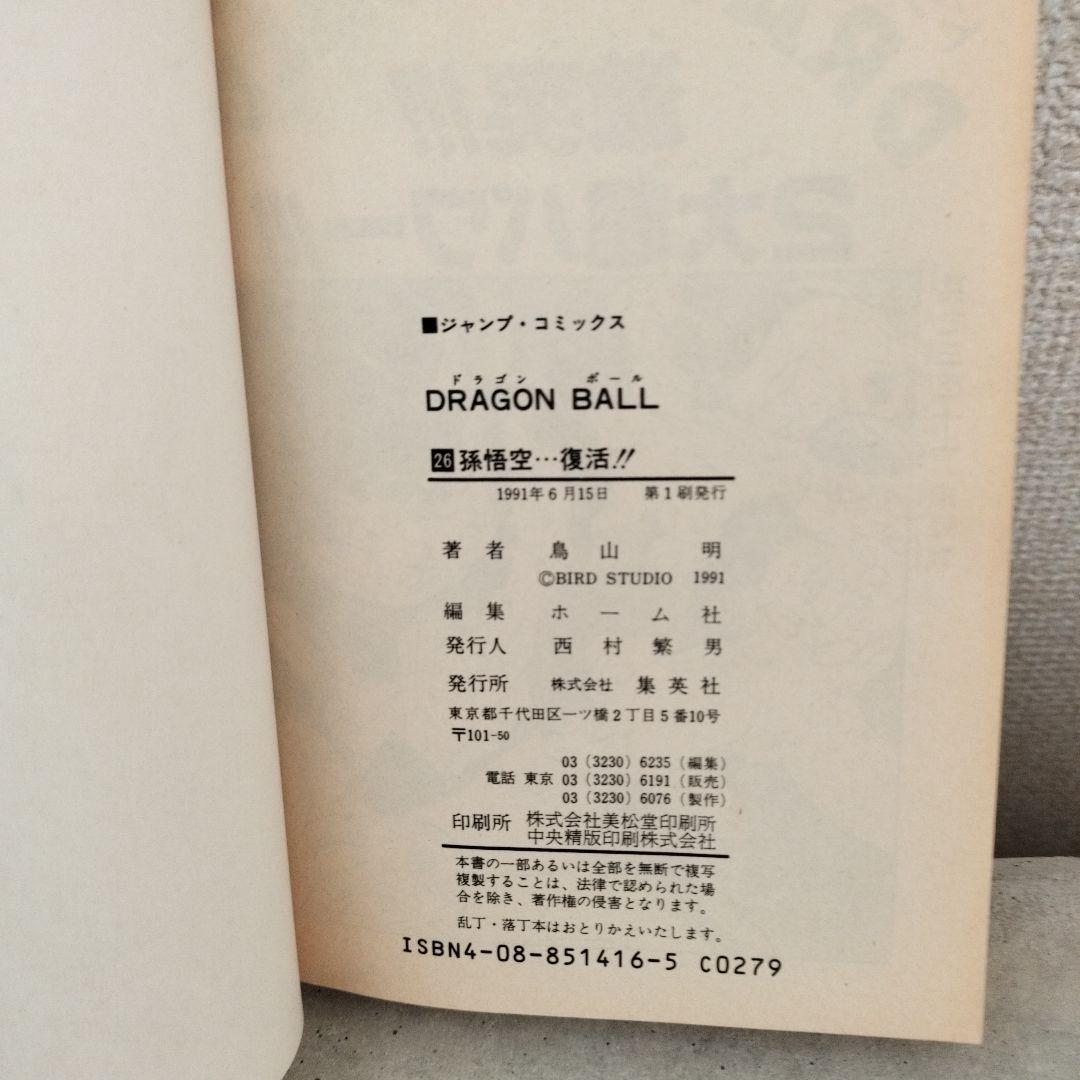 ■ジャンプ・コミックス
ドラゴン ボール
DRAGON BALL
26 孫悟空…復活!!
1991年6月15日 第1刷発行
著者 鳥山 明
©BIRD STUDIO 1991
編集 ホーム社
発行人 西村繁男
発行所 株式会社 集英社
東京都千代田区一ツ橋2丁目5番10号
〒101-50
03(3230)6235(編集)
電話 東京 03(3230)6191(販売)
03(3230)6076(製作)
印刷所 株式会社美松堂印刷所
中央精版印刷株式会社
本書の一部あるいは全部を無断で複写
複製することは、法律で認められた場
合を除き、著作権の侵害となります。
乱丁・落丁本はおとりかえいたします。
ISBN4-08-851416-5 C0279